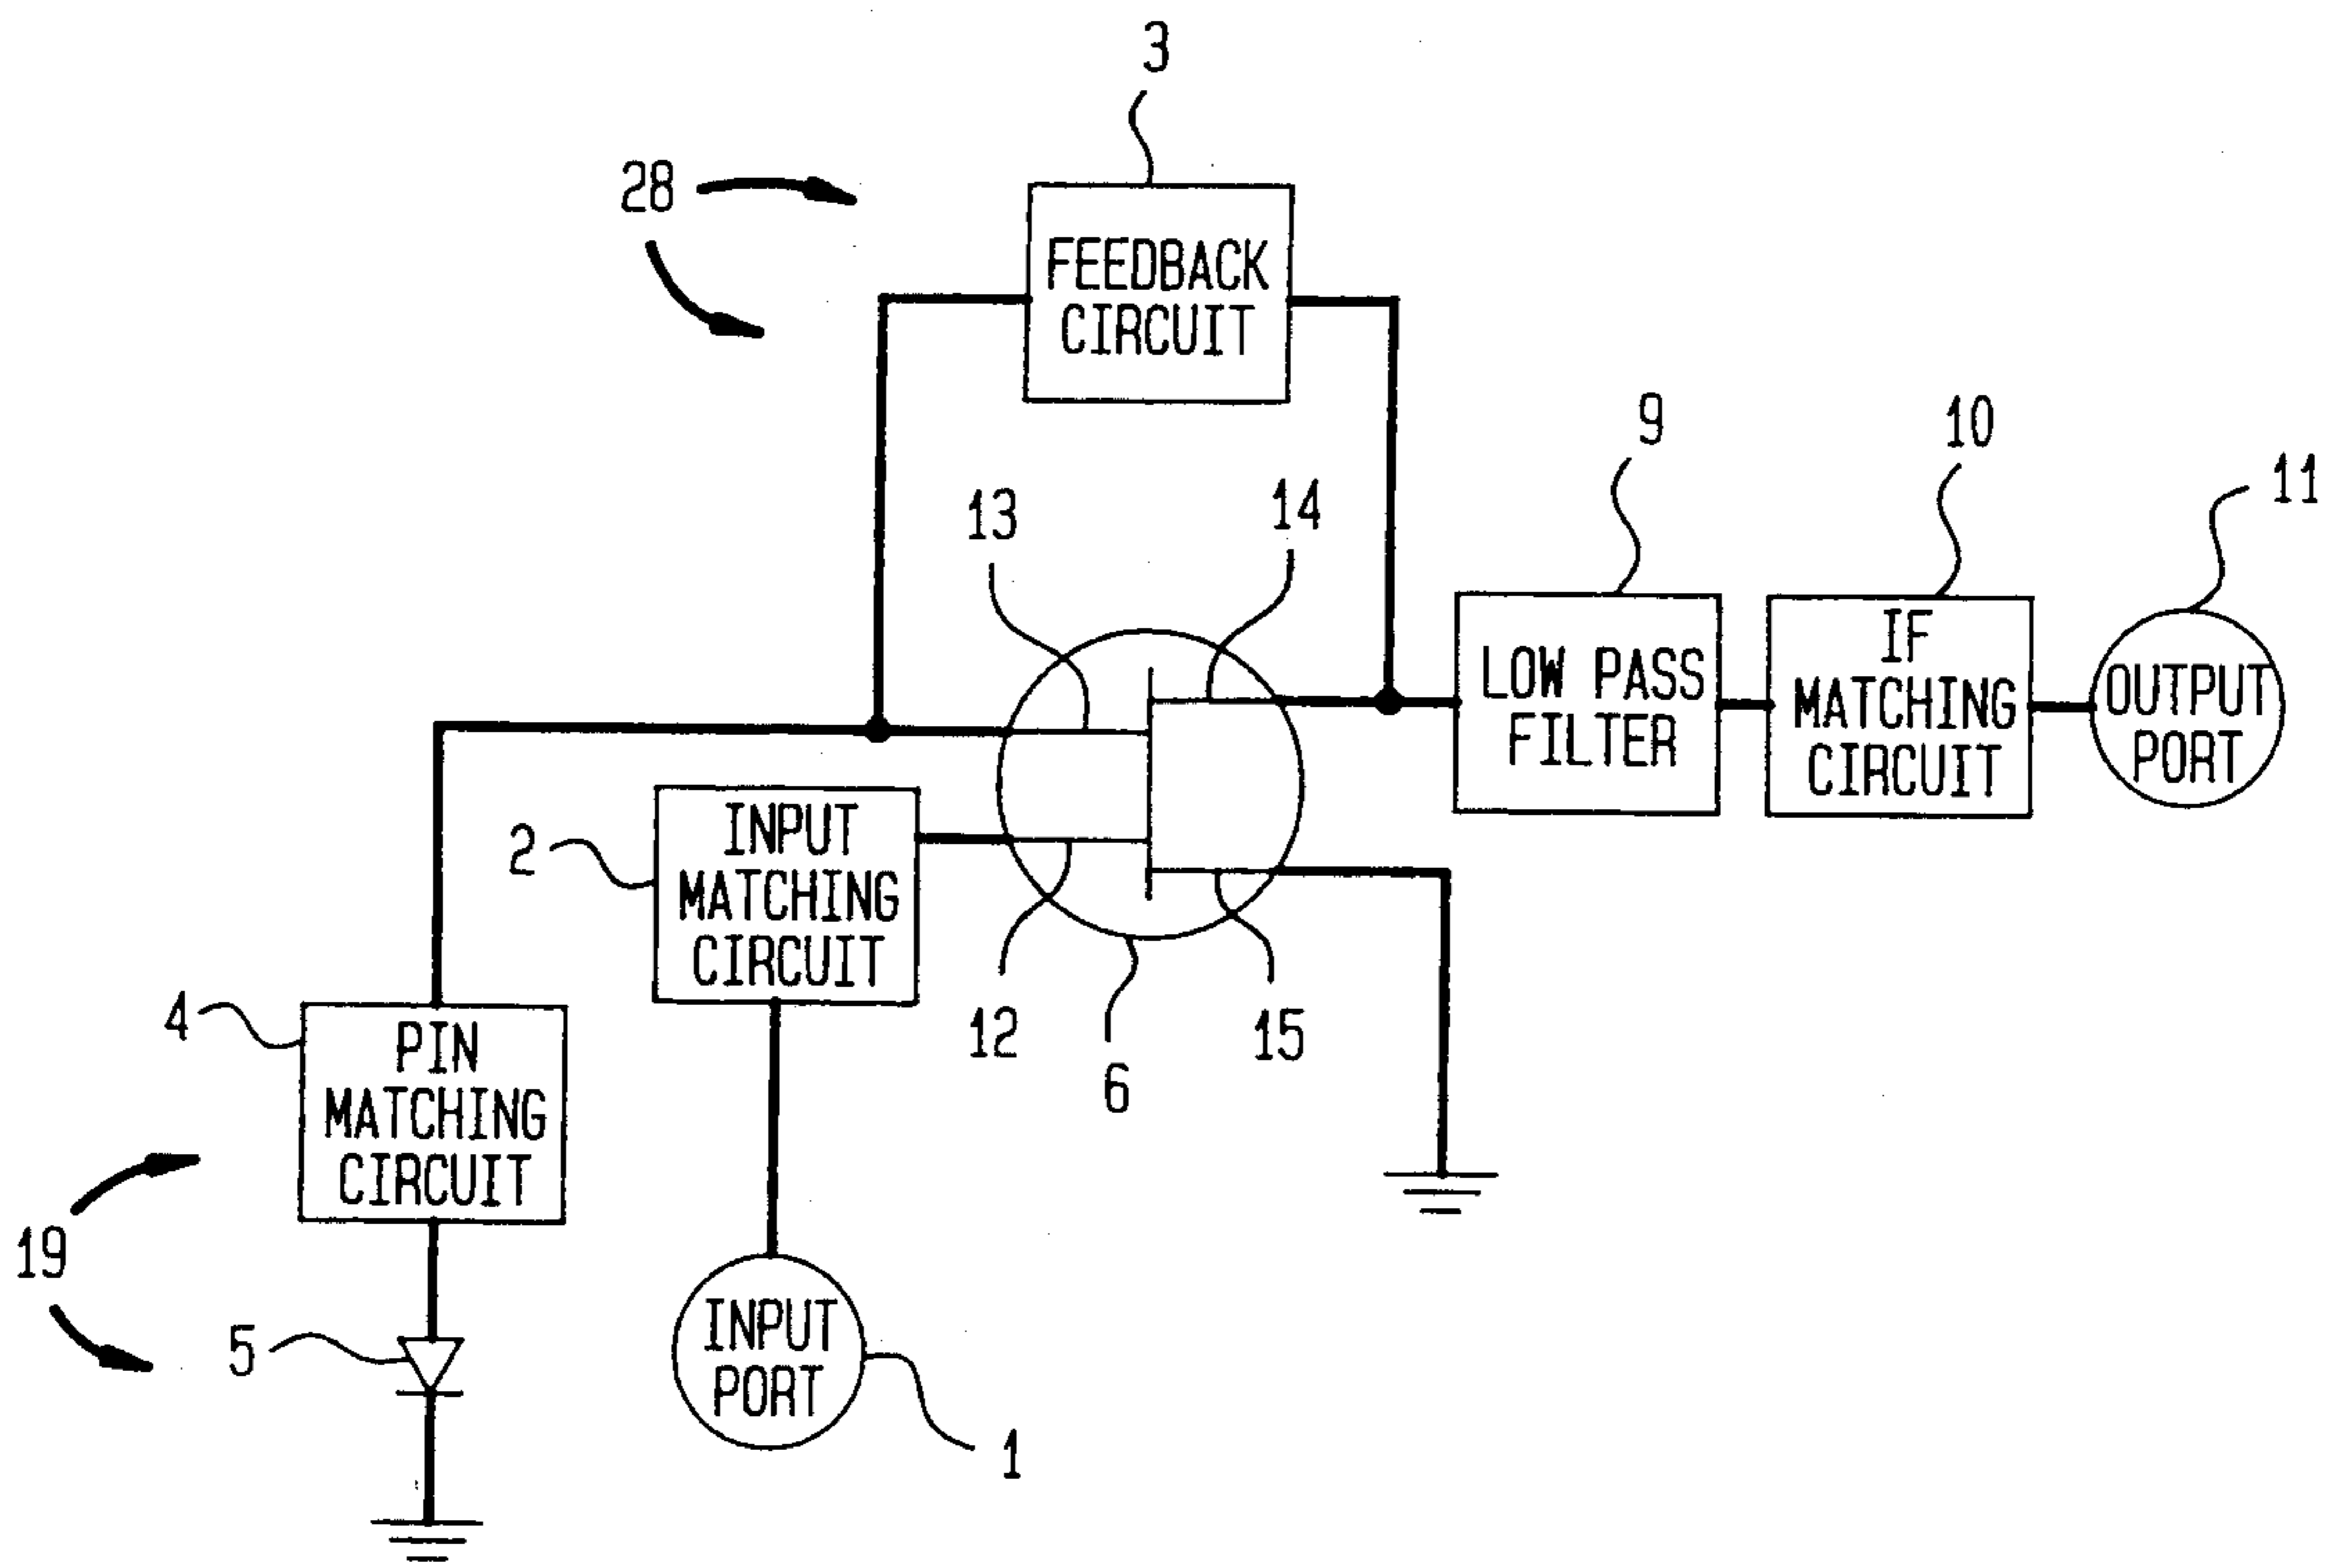 3
28
FEEDBACK
CIRCUIT
9
10
11
13
14
LOW PASS
FILTER
IF
MATCHING
CIRCUIT
OUTPUT
PORT
2
INPUT
MATCHING
CIRCUIT
12
15
6
4
PIN
MATCHING
CIRCUIT
19
5
INPUT
PORT
1